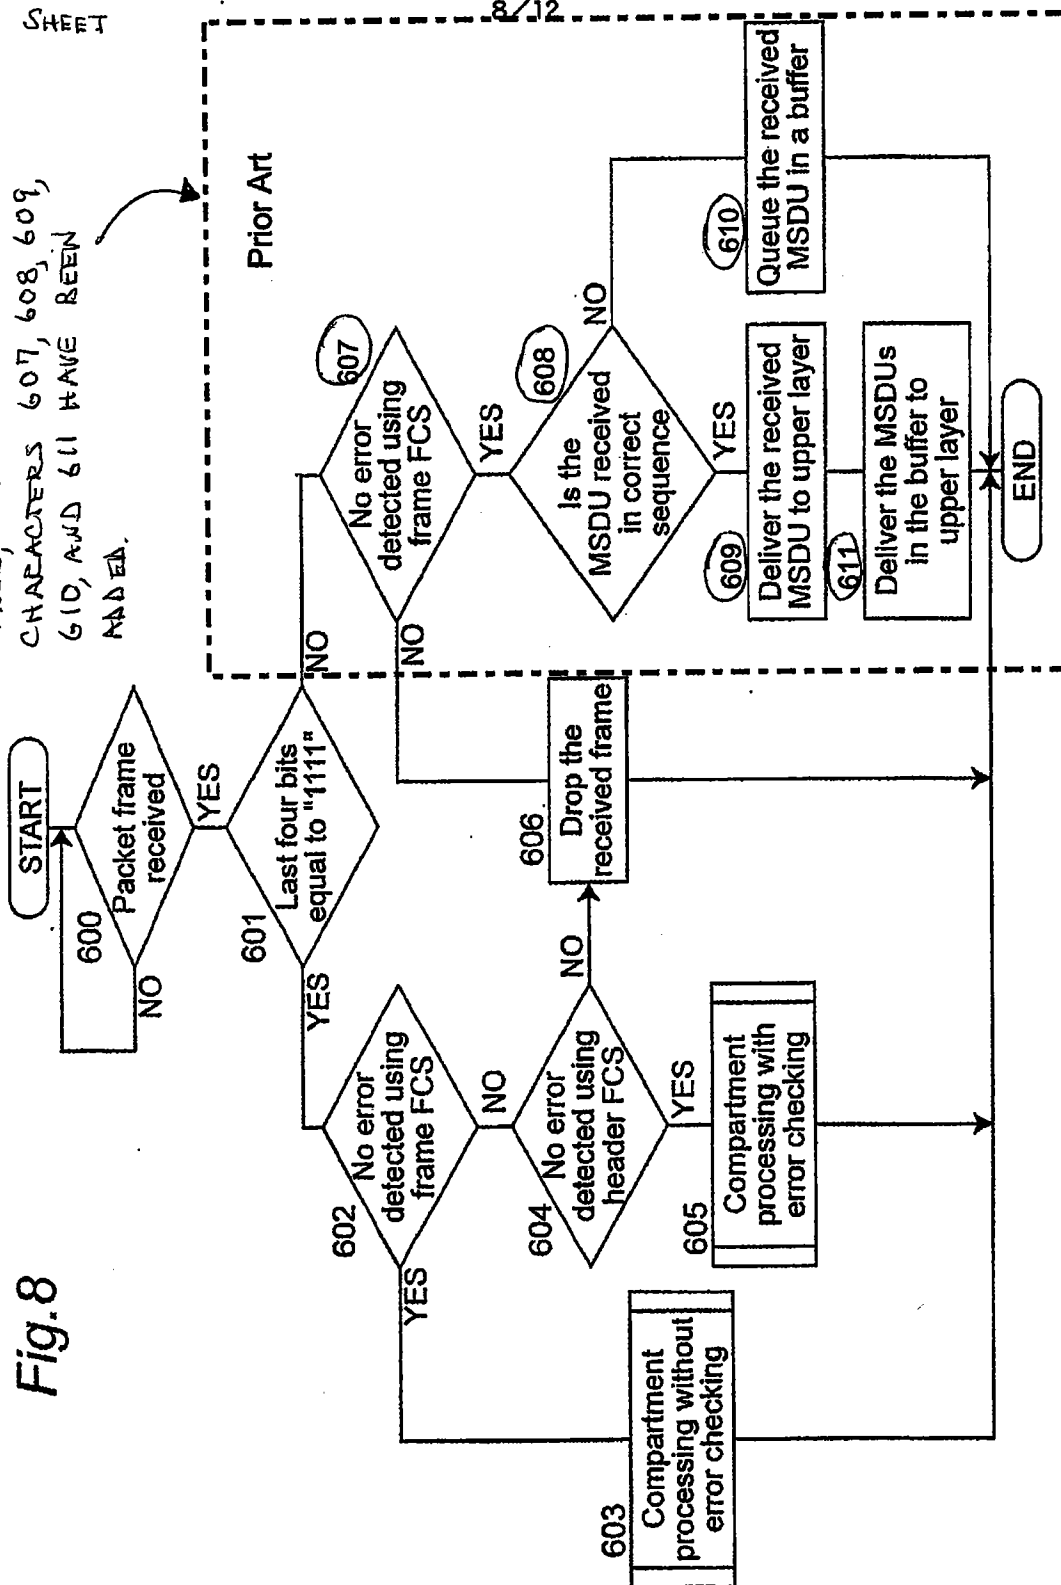 SHEET
8/12
CHARACTERS 607, 608, 609,
610, AND 611 HAVE BEEN
ADDED.
Fig.8
START
600
Packet frame
received
NO
YES
601
Last four bits
equal to "1111"
YES
NO
602
No error
detected using
frame FCS
YES
NO
603
Compartment
processing without
error checking
604
No error
detected using
header FCS
NO
YES
605
Compartment
processing with
error checking
606
Drop the
received frame
Prior Art
607
No error
detected using
frame FCS
NO
YES
608
Is the
MSDU received
in correct
sequence
NO
YES
609
Deliver the received
MSDU to upper layer
610
Queue the received
MSDU in a buffer
611
Deliver the MSDUs
in the buffer to
upper layer
END